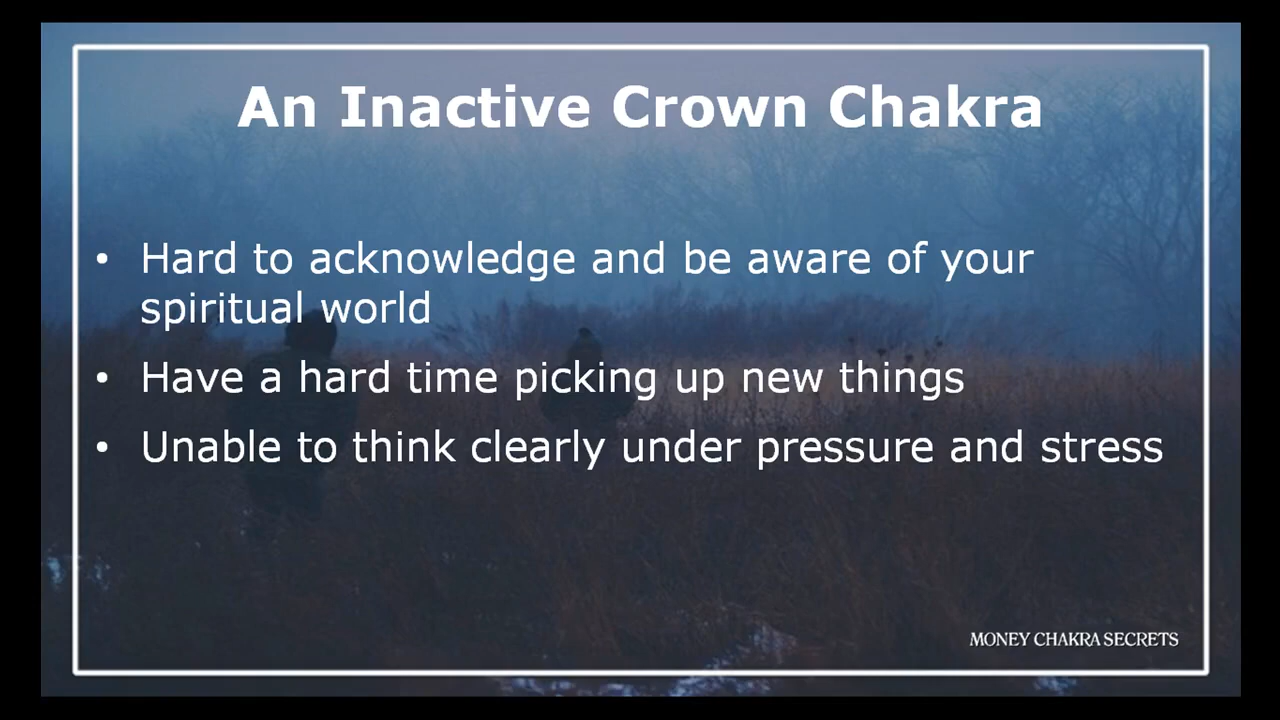 An Inactive Crown Chakra
• Hard to acknowledge and be aware of your
spiritual world
• Have a hard time picking up new things
• Unable to think clearly under pressure and stress
MONEY CHAKRA SECRETS